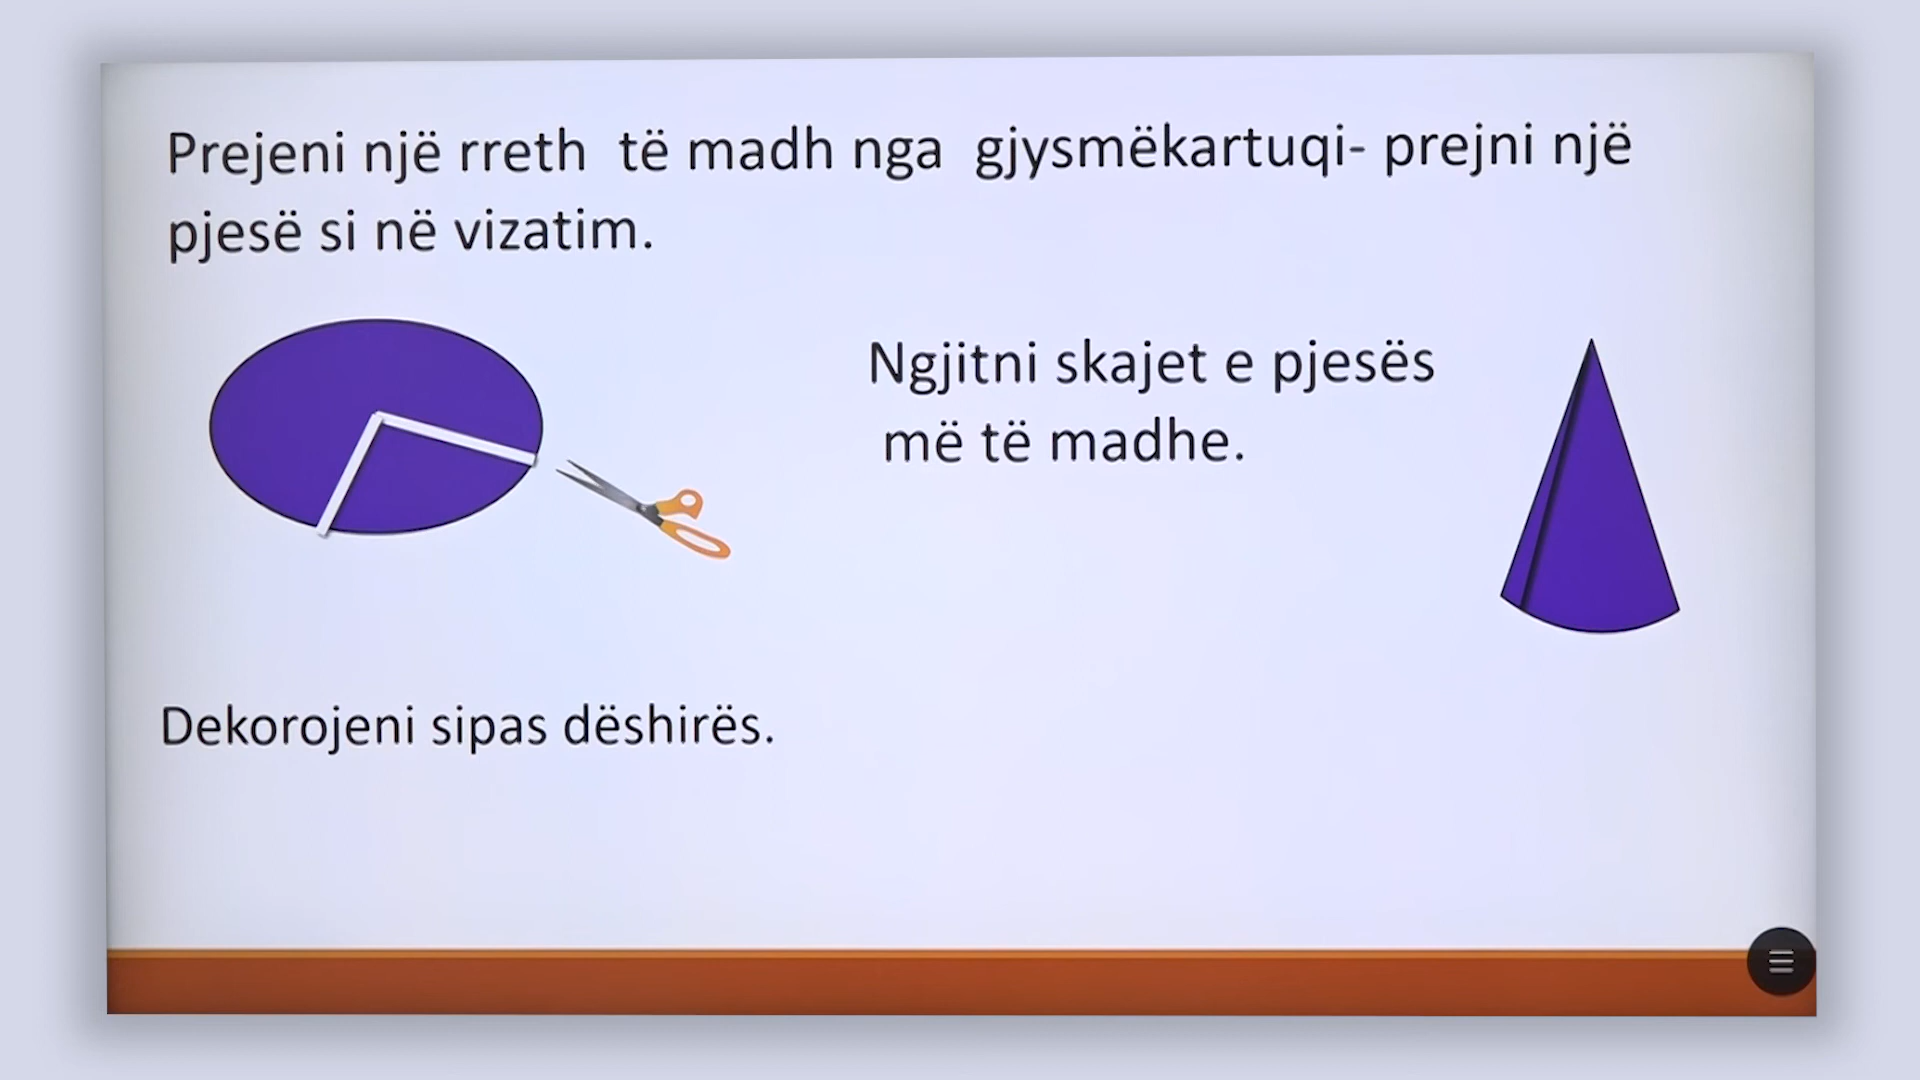 Prejeni një rreth të madh nga gjysmëkartuqi- prejni një
pjesë si në vizatim.
Ngjitni skajet e pjesës
më të madhe.
Dekorojeni sipas dëshirës.